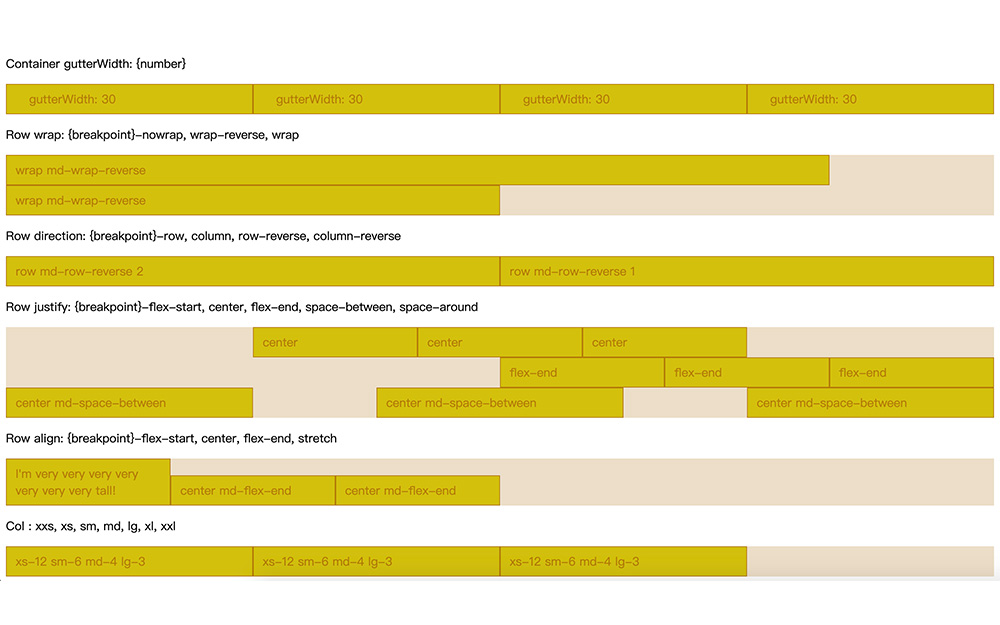 Container gutterWidth: {number}
gutterWidth: 30 gutterWidth: 30 gutterWidth: 30 gutterWidth: 30
Row wrap: {breakpoint}-nowrap, wrap-reverse, wrap
wrap md-wrap-reverse
wrap md-wrap-reverse
Row direction: {breakpoint}-row, column, row-reverse, column-reverse
row md-row-reverse 2 row md-row-reverse 1
Row justify: {breakpoint}-flex-start, center, flex-end, space-between, space-around
center center center
flex-end flex-end flex-end
center md-space-between center md-space-between center md-space-between
Row align: {breakpoint}-flex-start, center, flex-end, stretch
I'm very very very very
very very very tall!
center md-flex-end center md-flex-end
Col : xxs, xs, sm, md, lg, xl, xxl
xs-12 sm-6 md-4 lg-3 xs-12 sm-6 md-4 lg-3 xs-12 sm-6 md-4 lg-3